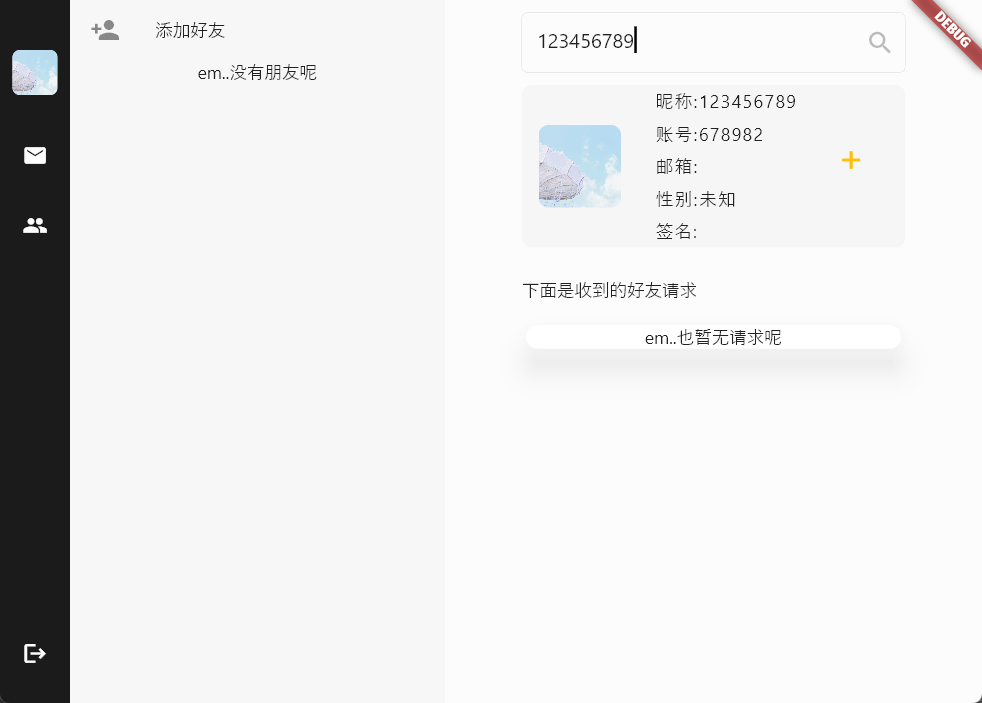 添加好友
em..没有朋友呢
123456789
DEBUG
昵称:123456789
账号:678982
邮箱:
性别:未知
签名:
下面是收到的好友请求
em..也暂无请求呢